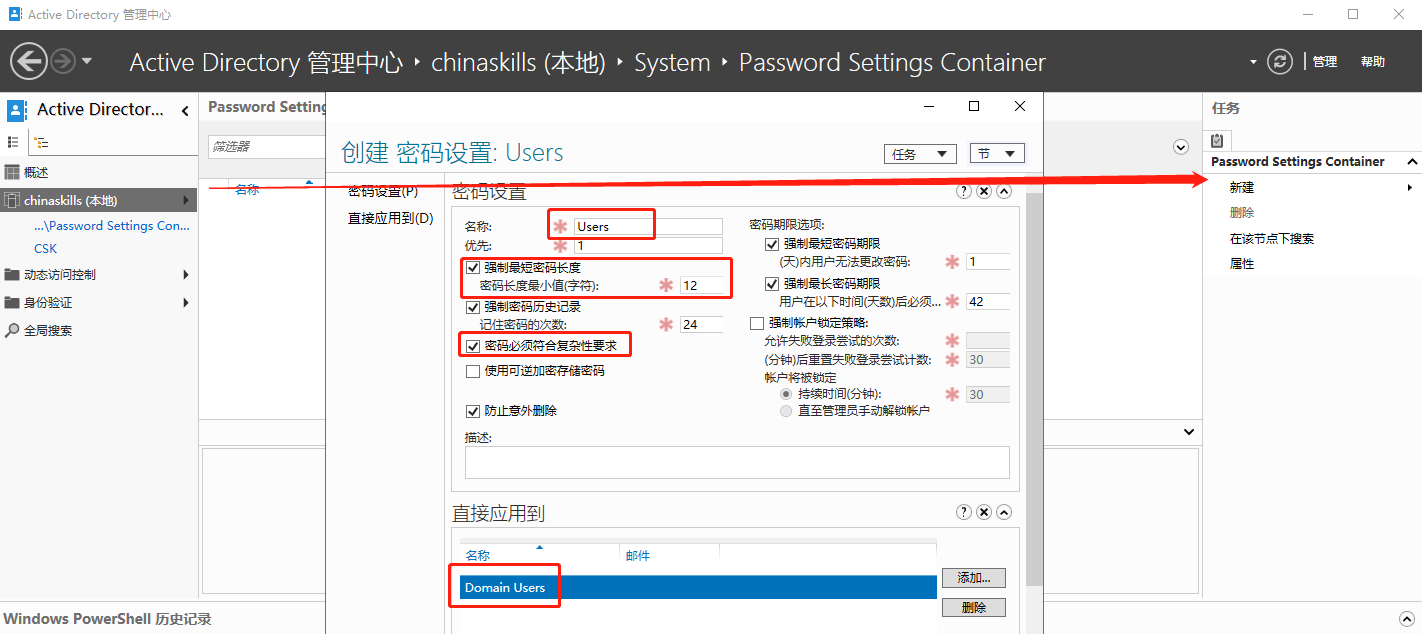 Active Directory 管理中心
Active Directory 管理中心 · chinaskills (本地) · System · Password Settings Container
管理 帮助
Active Director...
概述
chinaskills (本地)
...\Password Settings Con...
CSK
动态访问控制
身份验证
全局搜索
Password Setting
筛选器
名称
创建 密码设置: Users
任务
节
密码设置(P)
直接应用到(D)
密码设置
名称:
Users
优先:
1
强制最短密码长度
密码长度最小值(字符):
12
强制密码历史记录
记住密码的次数:
24
密码必须符合复杂性要求
使用可逆加密存储密码
防止意外删除
描述:
密码期限选项:
强制最短密码期限
(天)内用户无法更改密码:
1
强制最长密码期限
用户在以下时间(天数)后必须...
42
强制帐户锁定策略:
允许失败登录尝试的次数:
(分钟)后重置失败登录尝试计数:
30
帐户将被锁定
持续时间(分钟):
30
直至管理员手动解锁帐户
直接应用到
名称 邮件
Domain Users
添加...
删除
任务
Password Settings Container
新建
删除
在该节点下搜索
属性
Windows PowerShell 历史记录